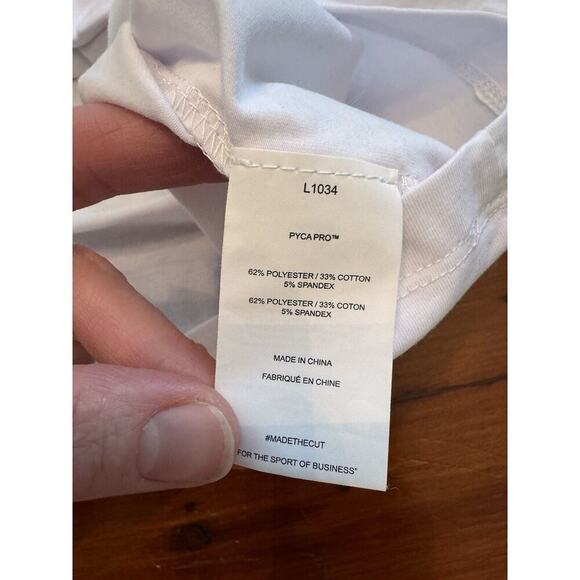 L1034
PYCA PRO™
62% POLYESTER / 33% COTTON
5% SPANDEX
62% POLYESTER / 33% COTON
5% SPANDEX
MADE IN CHINA
FABRIQUÉ EN CHINE
#MADETHECUT
FOR THE SPORT OF BUSINESS"